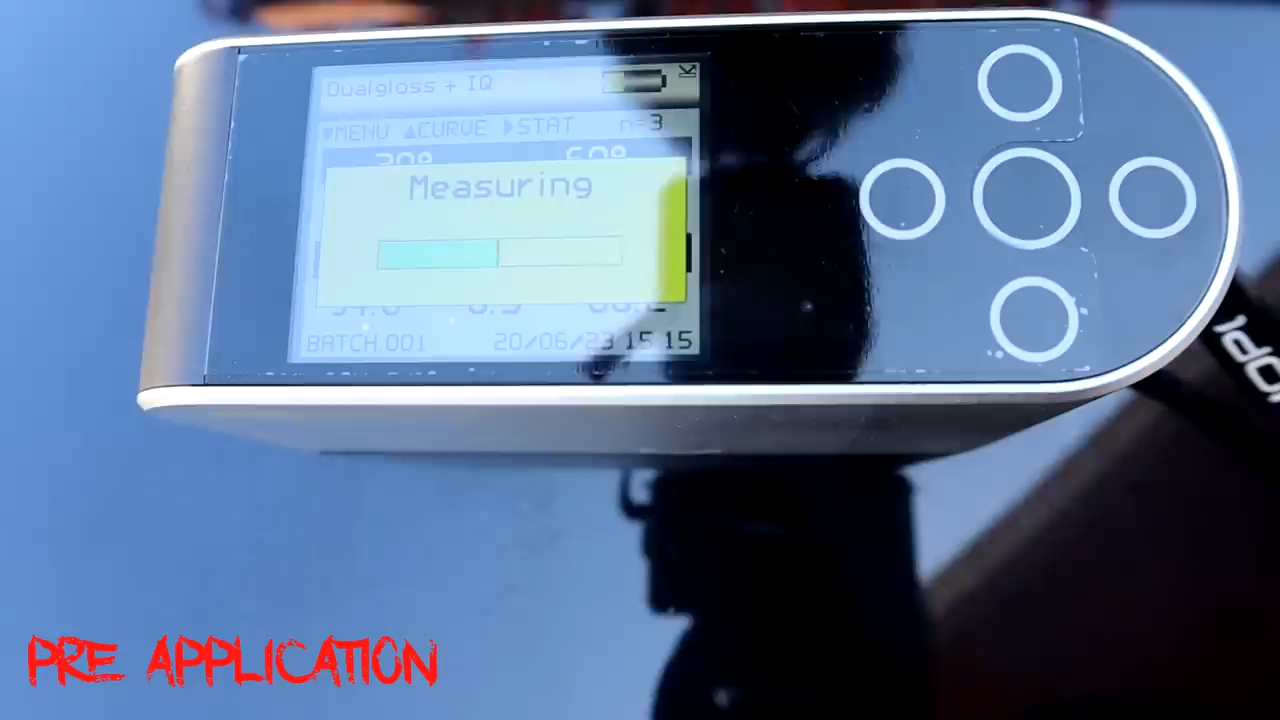 Dualgloss + IQ
▼MENU ▲CURVE ▶STAT n=3
20° 60°
Measuring
BATCH 001 20/06/23 15:15
PRE APPLICATION